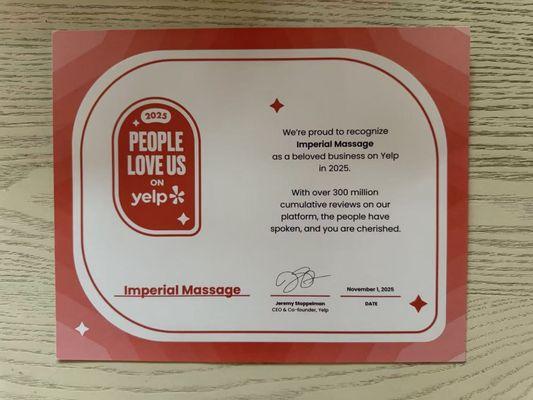 2025
PEOPLE
LOVE US
ON
yelp
We're proud to recognize
Imperial Massage
as a beloved business on Yelp
in 2025.
With over 300 million
cumulative reviews on our
platform, the people have
spoken, and you are cherished.
Imperial Massage
Jeremy Stoppelman
CEO & Co-founder, Yelp
November 1, 2025
DATE